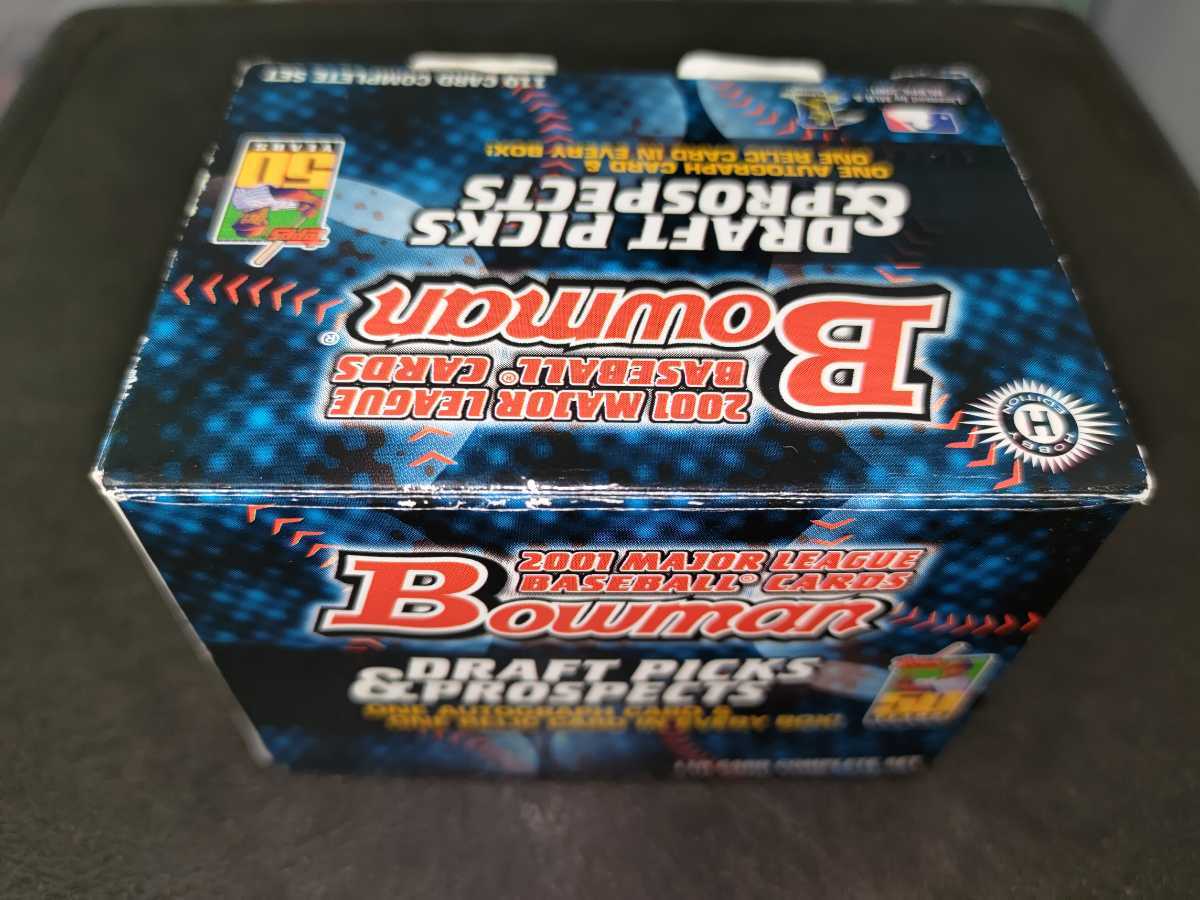 2001 MAJOR LEAGUE
BASEBALL® CARDS
Bowman®
DRAFT PICKS
& PROSPECTS
ONE AUTOGRAPH CARD &
ONE RELIC CARD IN EVERY BOX!
110 CARD COMPLETE SET
Topps
50
YEARS
H
HOBBY
EDITION
2001 MAJOR LEAGUE
BASEBALL® CARDS
Bowman
DRAFT PICKS
& PROSPECTS
ONE AUTOGRAPH CARD &
ONE RELIC CARD IN EVERY BOX!
50
CARD COMPLETE SET